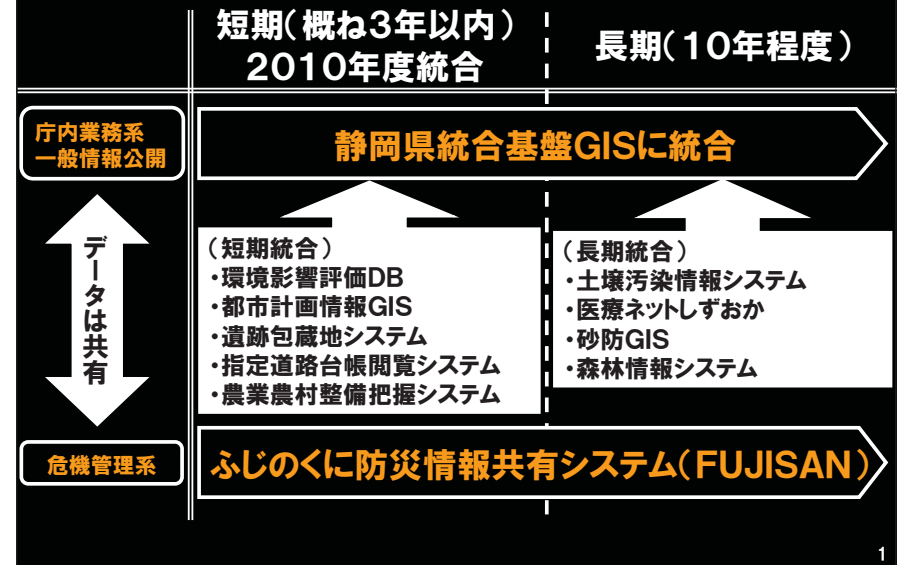 短期(概ね3年以内)
2010年度統合
長期(10年程度)
庁内業務系
一般情報公開
静岡県統合基盤GISに統合
データは共有
(短期統合)
・環境影響評価DB
・都市計画情報GIS
・遺跡包蔵地システム
・指定道路台帳閲覧システム
・農業農村整備把握システム
(長期統合)
・土壌汚染情報システム
・医療ネットしずおか
・砂防GIS
・森林情報システム
危機管理系
ふじのくに防災情報共有システム(FUJISAN)
1